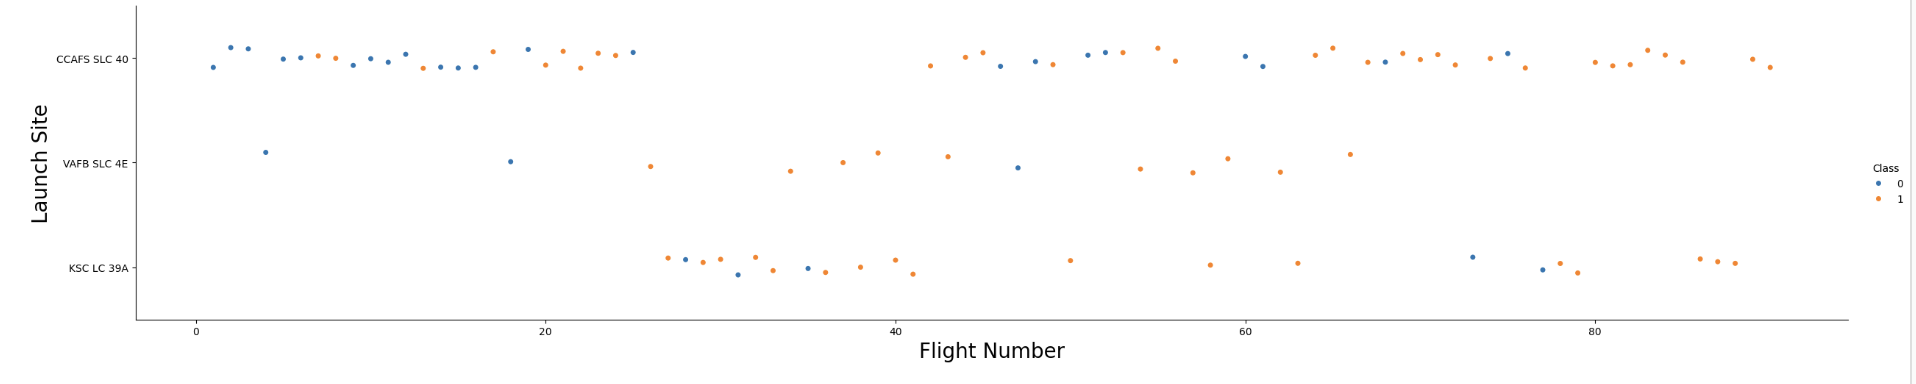 CCAFS SLC 40
VAFB SLC 4E
KSC LC 39A
Launch Site
0 20 40 60 80
Flight Number
Class
0
1